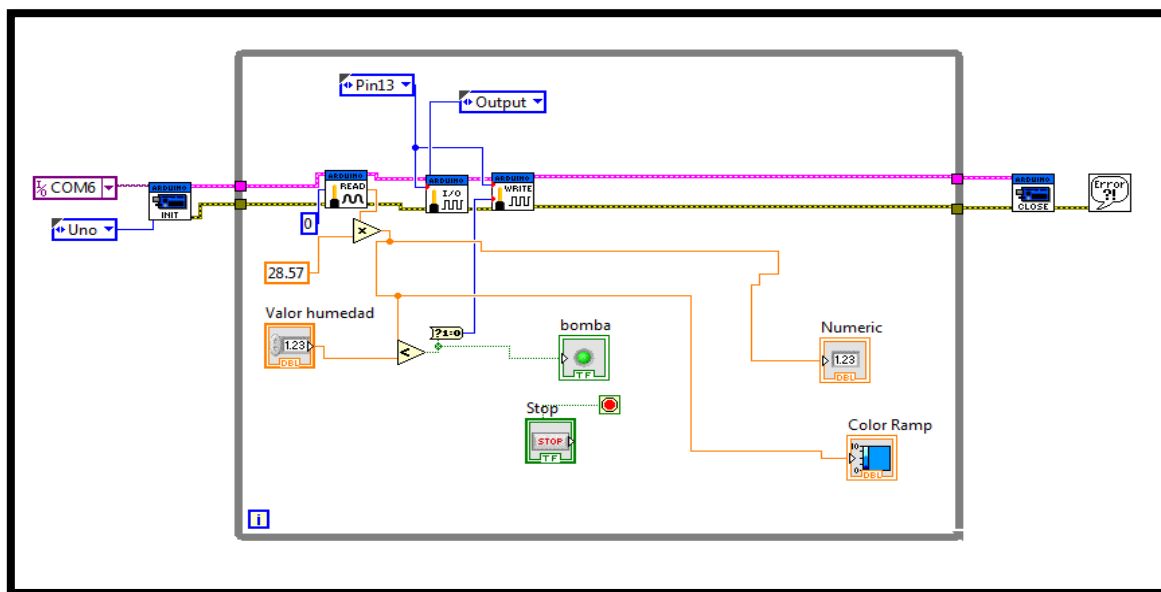 Pin13
Output
I/O COM6
ARDUINO
INIT
Uno
ARDUINO
READ
0
ARDUINO
I/O
ARDUINO
WRITE
ARDUINO
CLOSE
Error
?!
x
28.57
Valor humedad
1.23
DBL
<
?1:0
bomba
TF
Numeric
1.23
DBL
Stop
STOP
TF
Color Ramp
10
0
DBL
i